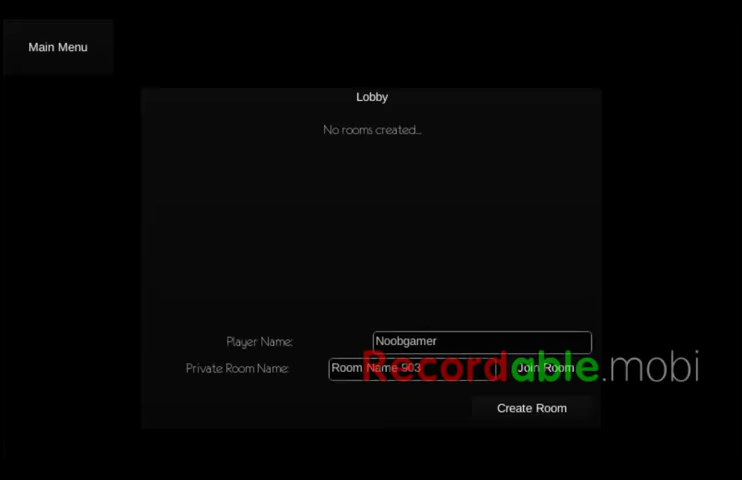 Main Menu
Lobby
No rooms created...
Player Name:
Noobgamer
Private Room Name:
Room Name 903
Join Room
Recordable.mobi
Create Room